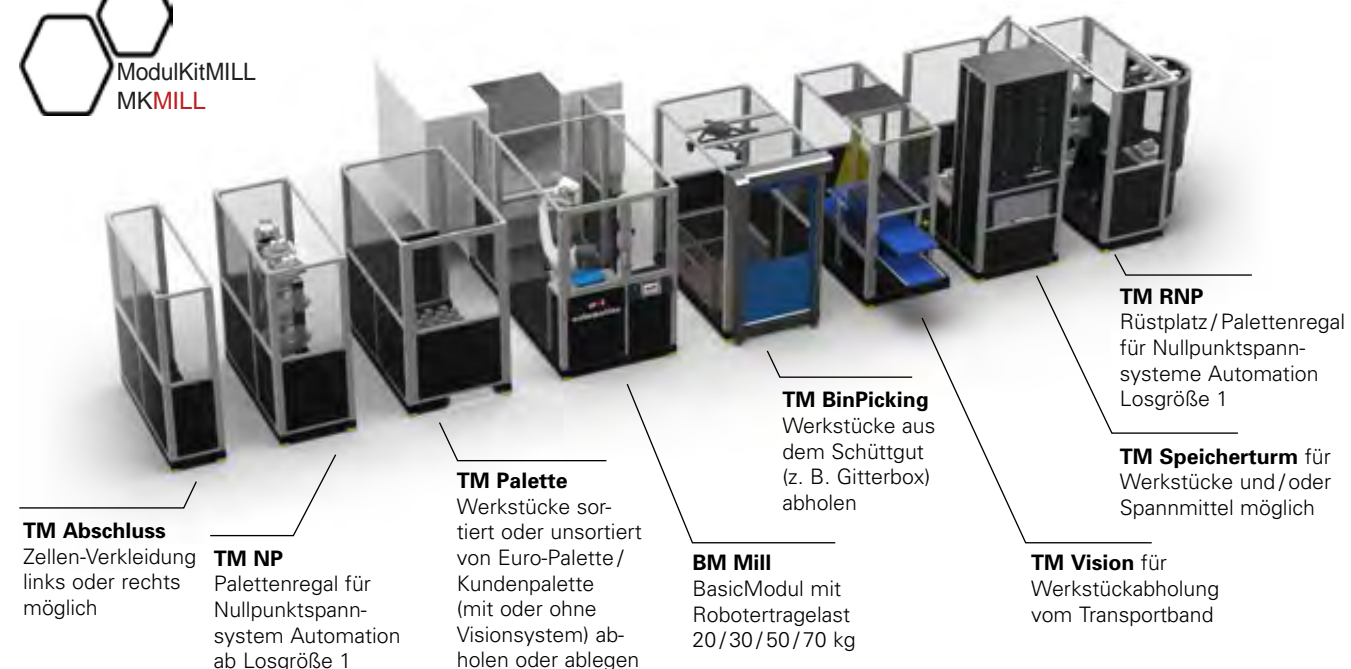 ModulKitMILL
MKMILL
TM Abschluss
Zellen-Verkleidung
links oder rechts
möglich
TM NP
Palettenregal für
Nullpunktspann-
system Automation
ab Losgröße 1
TM Palette
Werkstücke sor-
tiert oder unsortiert
von Euro-Palette/
Kundenpalette
(mit oder ohne
Visionsystem) ab-
holen oder ablegen
BM Mill
BasicModul mit
Robotertragelast
20/30/50/70 kg
TM BinPicking
Werkstücke aus
dem Schüttgut
(z. B. Gitterbox)
abholen
TM Vision für
Werkstückabholung
vom Transportband
TM Speicherturm für
Werkstücke und/oder
Spannmittel möglich
TM RNP
Rüstplatz/Palettenregal
für Nullpunktspann-
systeme Automation
Losgröße 1